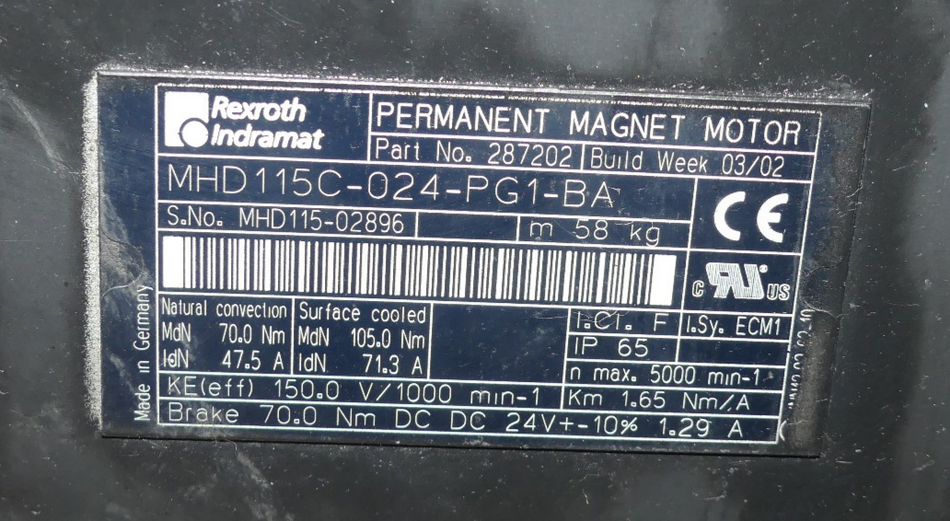 Rexroth
Indramat
PERMANENT MAGNET MOTOR
Part No. 287202 Build Week 03/02
MHD115C-024-PG1-BA
S.No. MHD115-02896 m 58 kg
CE
c RU US
Made in Germany
Natural convection
MdN 70.0 Nm
IdN 47.5 A
Surface cooled
MdN 105.0 Nm
IdN 71.3 A
I.Cl. F I.Sy. ECM1
IP 65
n max. 5000 min-1
KE(eff) 150.0 V/1000 min-1 Km 1.65 Nm/A
Brake 70.0 Nm DC DC 24V+-10% 1.29 A